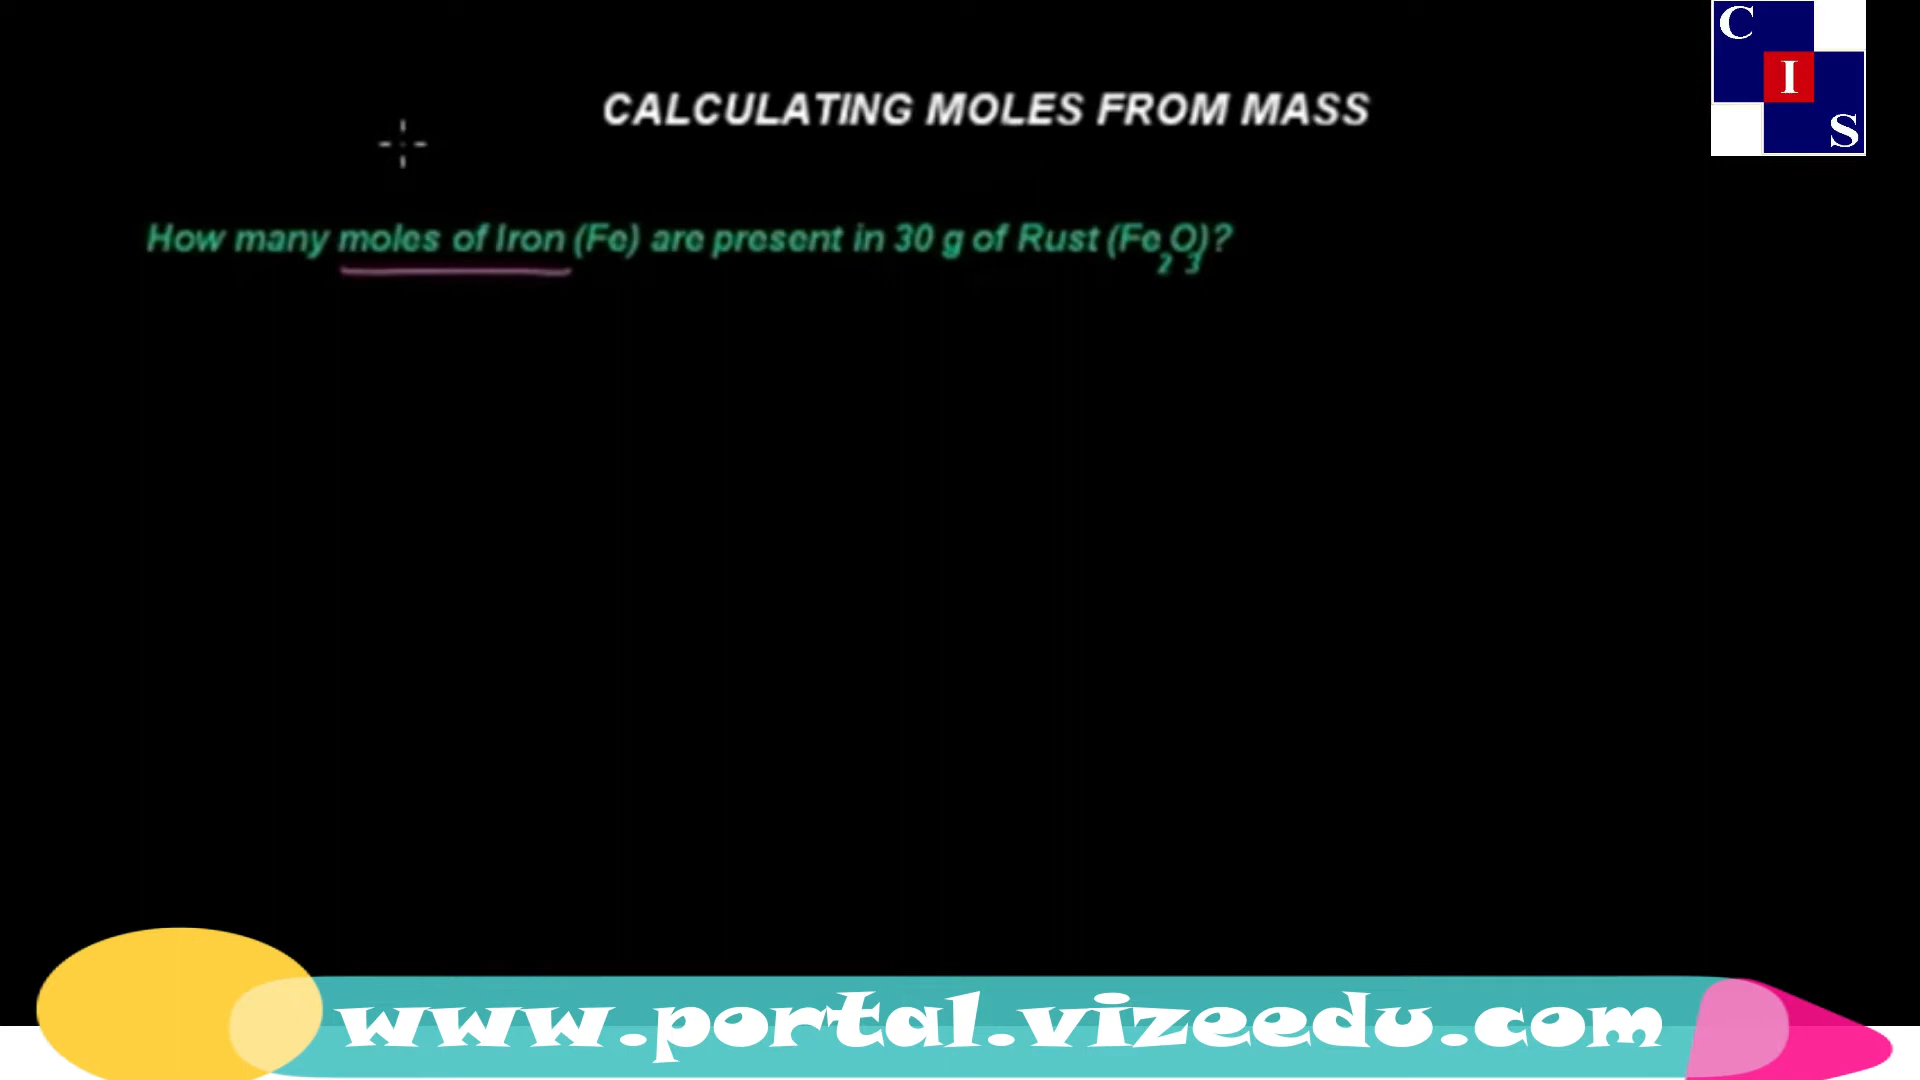 C
I
S
CALCULATING MOLES FROM MASS
How many moles of Iron (Fe) are present in 30 g of Rust (Fe₂O₃)?
www.portal.vizeedu.com